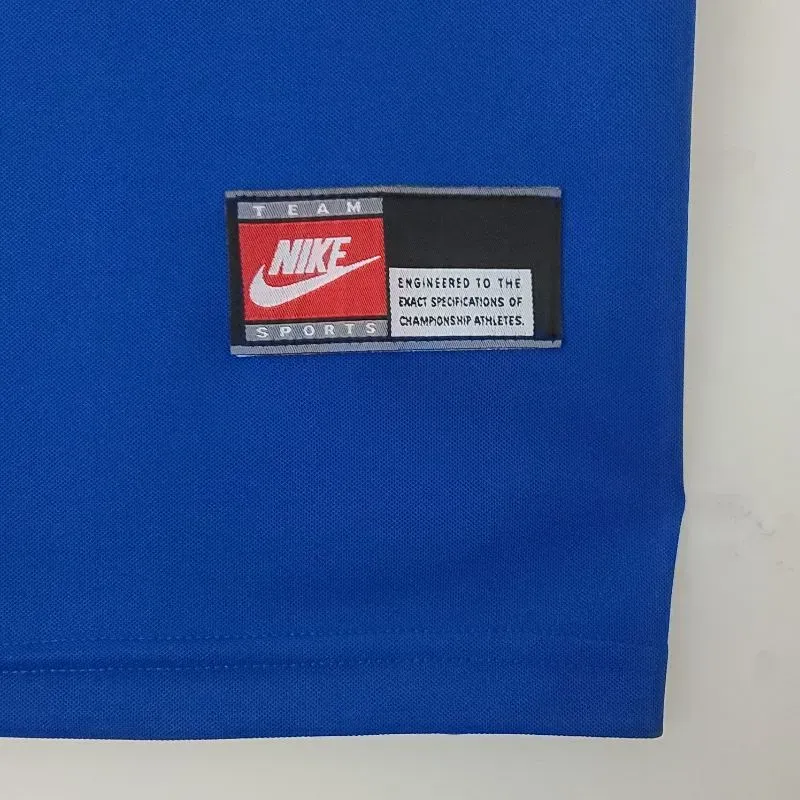 TEAM
NIKE
SPORTS
ENGINEERED TO THE
EXACT SPECIFICATIONS OF
CHAMPIONSHIP ATHLETES.